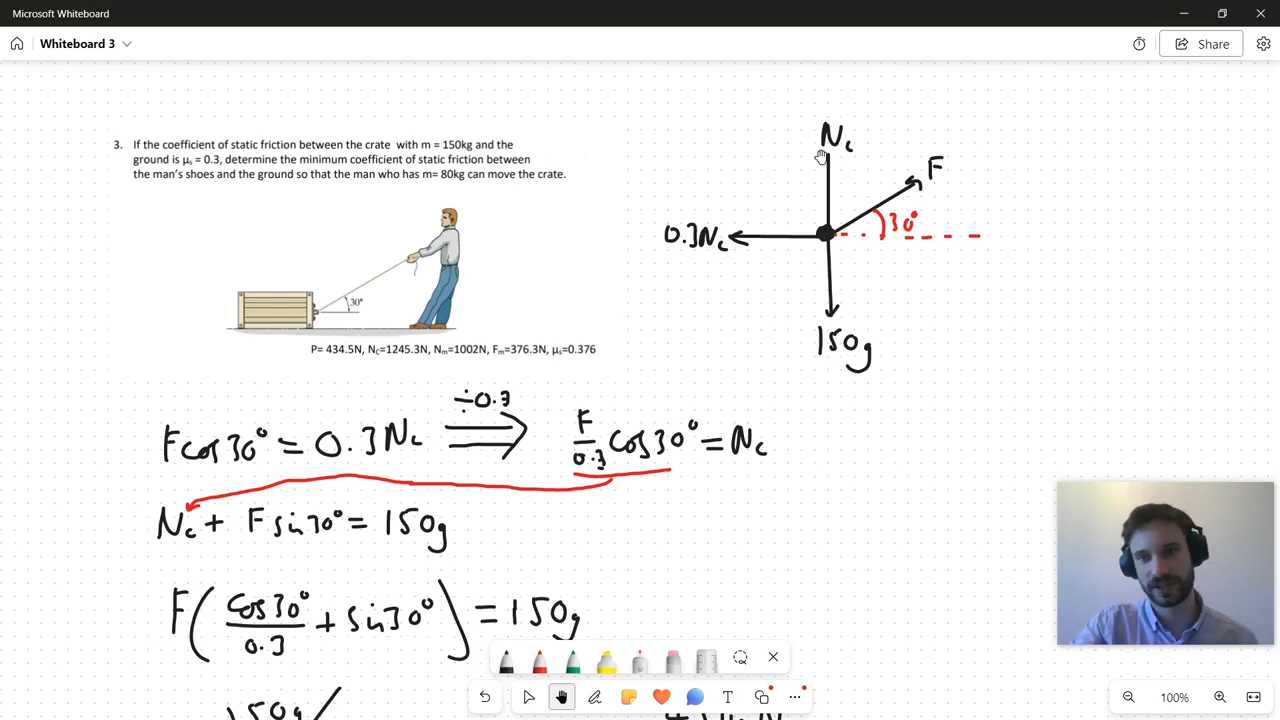 Microsoft Whiteboard
Whiteboard 3
Share
3. If the coefficient of static friction between the crate with m = 150kg and the
ground is μs = 0.3, determine the minimum coefficient of static friction between
the man's shoes and the ground so that the man who has m= 80kg can move the crate.
30°
P= 434.5N, Nc=1245.3N, Nm=1002N, Fm=376.3N, μs=0.376
Nc
F
0.3Nc
30°
150g
÷0.3
Fcos30° = 0.3Nc ⟹ F/0.3 cos30° = Nc
Nc + Fsin30° = 150g
F(cos30°/0.3 + sin30°) = 150g
150g/
T
100%